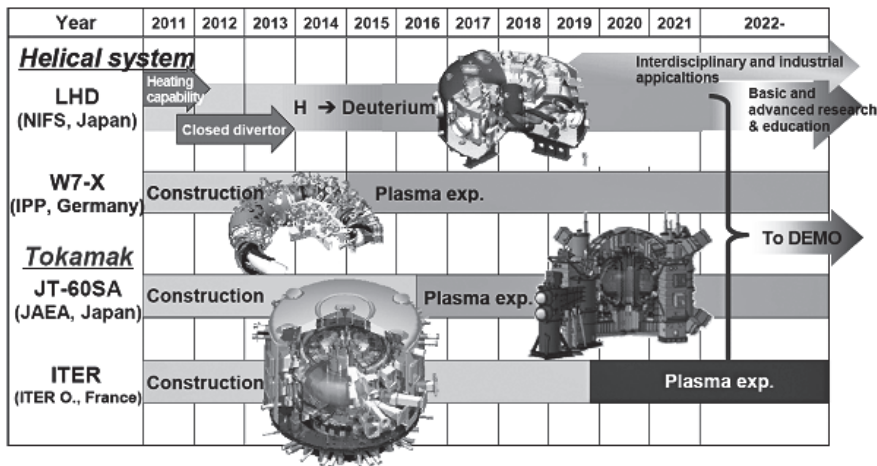 Year 2011 2012 2013 2014 2015 2016 2017 2018 2019 2020 2021 2022-
Helical system
LHD
(NIFS, Japan)
Heating
capability
Closed divertor
H ➔ Deuterium
Interdisciplinary and industrial
appicaltions
Basic and
advanced research
& education
W7-X
(IPP, Germany)
Construction
Plasma exp.
To DEMO
Tokamak
JT-60SA
(JAEA, Japan)
Construction
Plasma exp.
ITER
(ITER O., France)
Construction
Plasma exp.